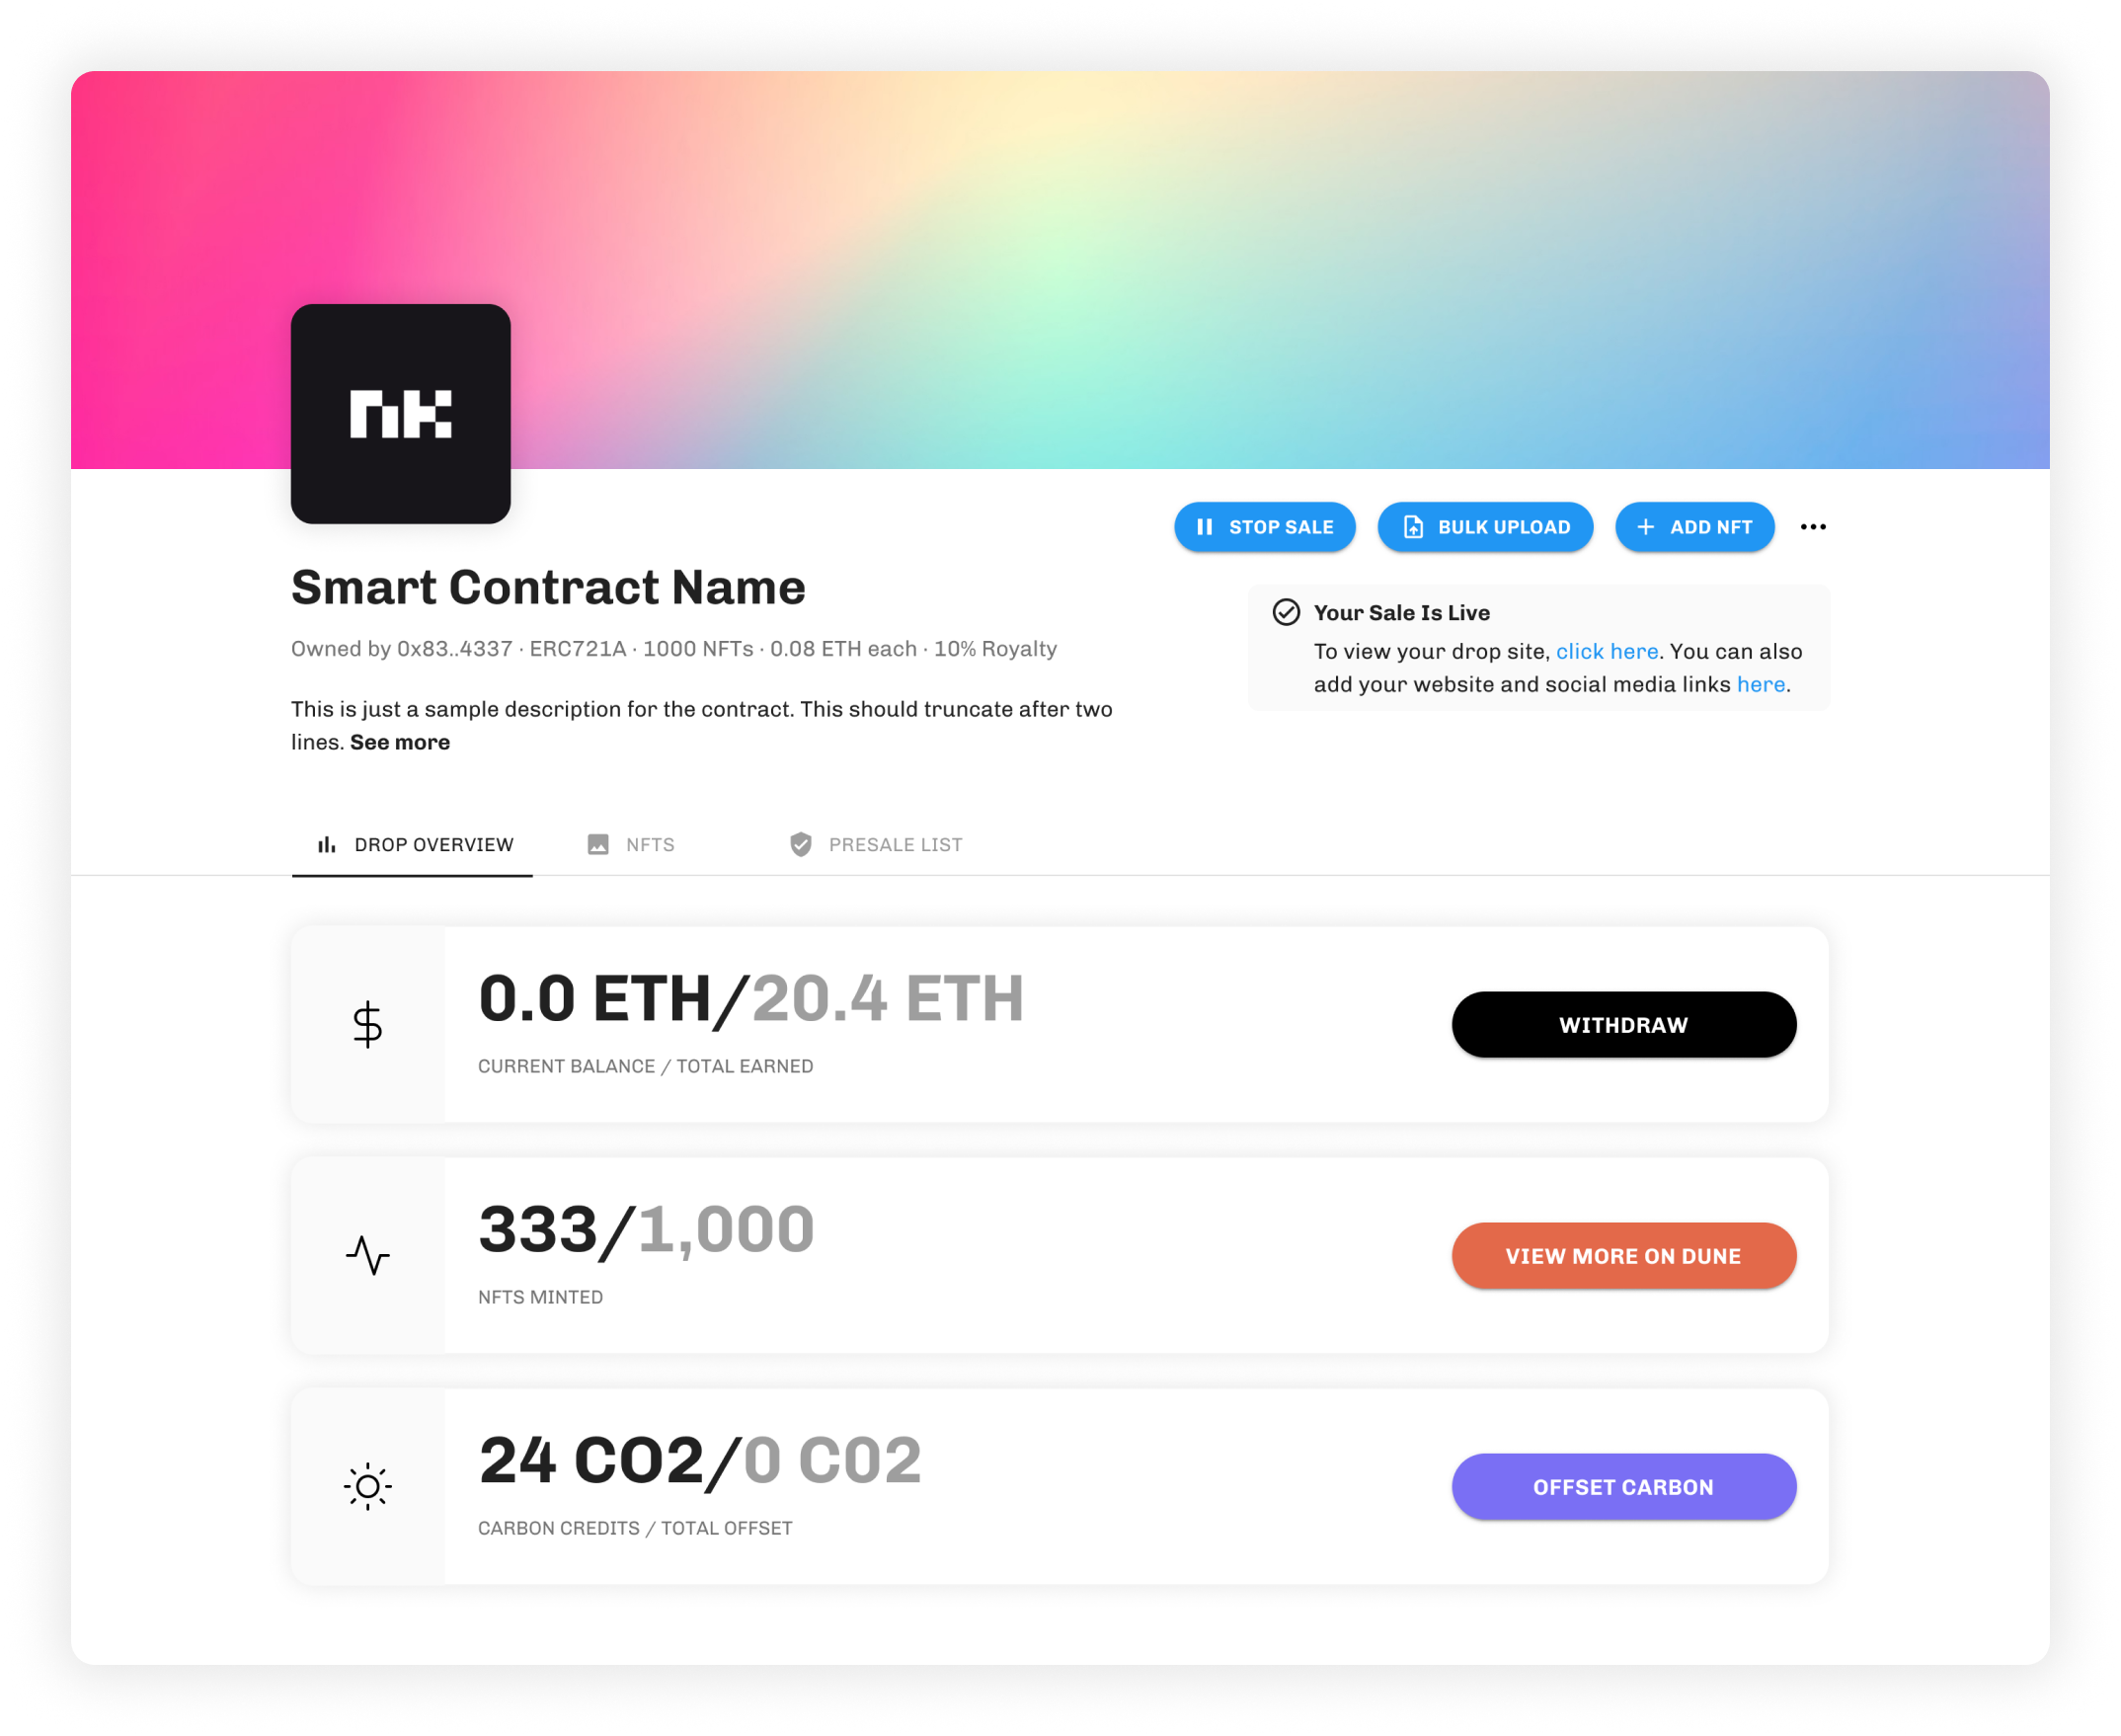 nk
STOP SALE
BULK UPLOAD
ADD NFT
Smart Contract Name
Owned by 0x83..4337 · ERC721A · 1000 NFTs · 0.08 ETH each · 10% Royalty
This is just a sample description for the contract. This should truncate after two
lines. See more
Your Sale Is Live
To view your drop site, click here. You can also
add your website and social media links here.
DROP OVERVIEW
NFTS
PRESALE LIST
0.0 ETH/20.4 ETH
CURRENT BALANCE / TOTAL EARNED
WITHDRAW
333/1,000
NFTS MINTED
VIEW MORE ON DUNE
24 CO2/0 C02
CARBON CREDITS / TOTAL OFFSET
OFFSET CARBON